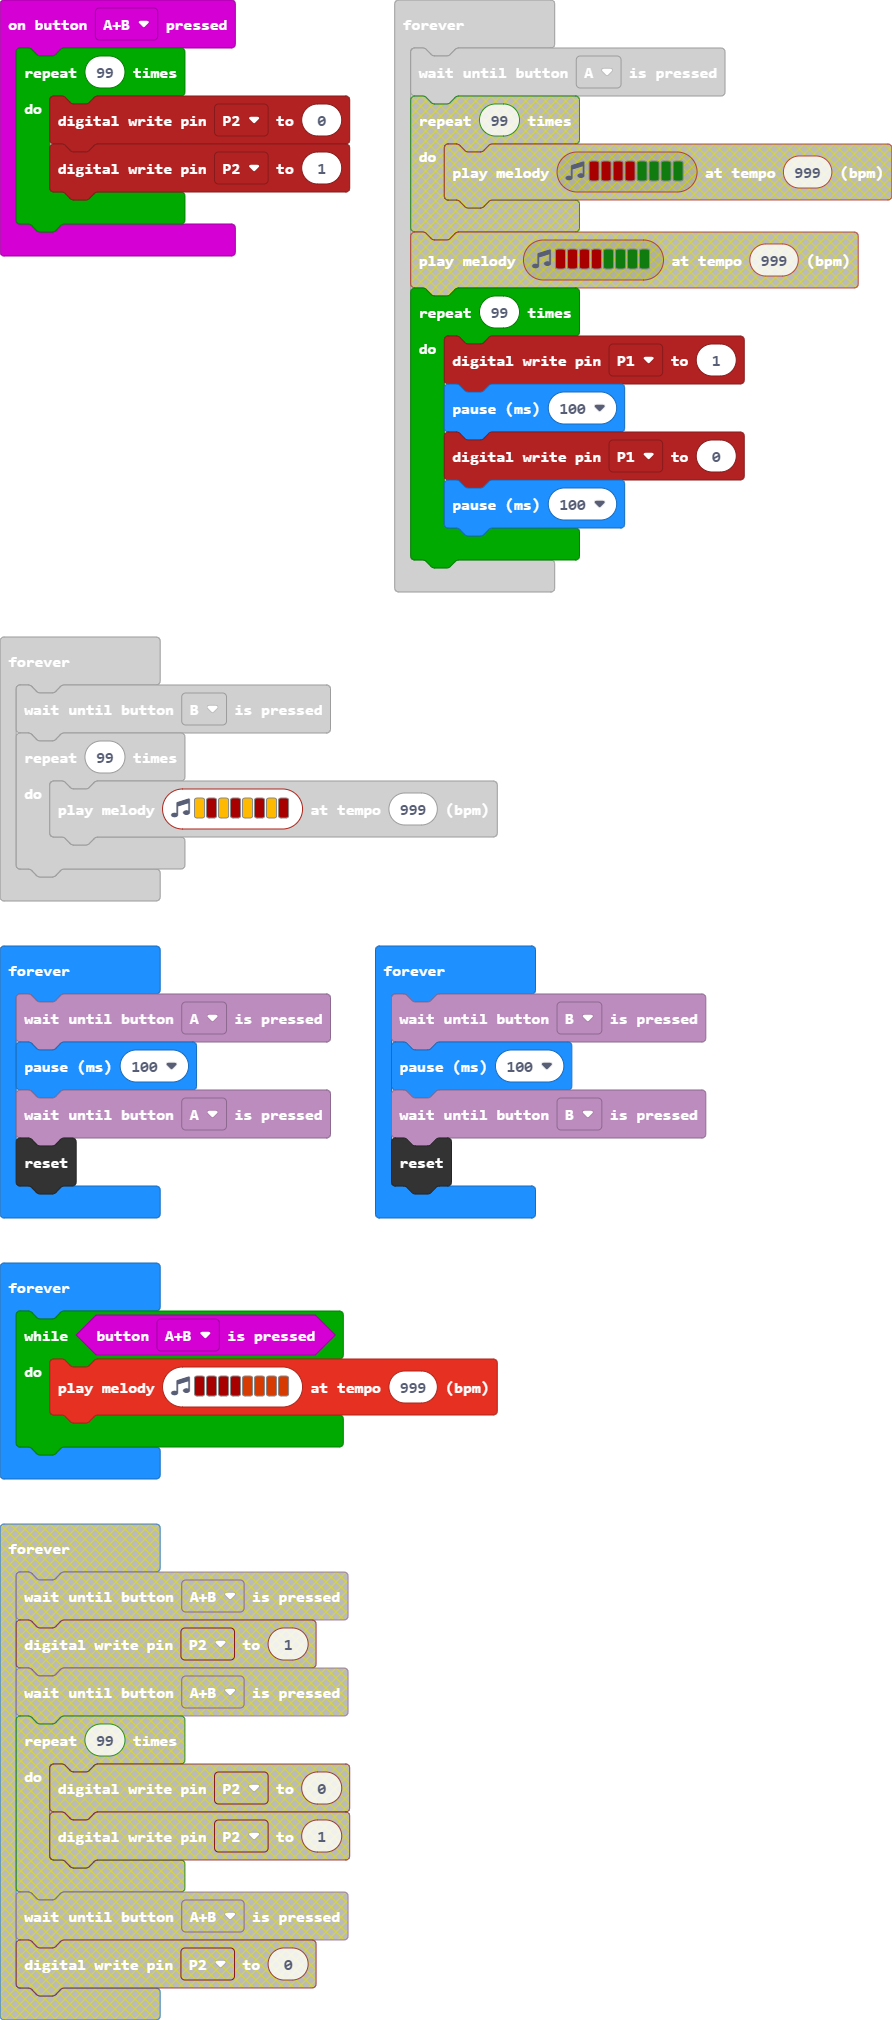 on button A+B pressed
repeat 99 times
do
digital write pin P2 to 0
digital write pin P2 to 1
forever
wait until button A is pressed
repeat 99 times
do
play melody at tempo 999 (bpm)
play melody at tempo 999 (bpm)
repeat 99 times
do
digital write pin P1 to 1
pause (ms) 100
digital write pin P1 to 0
pause (ms) 100
forever
wait until button B is pressed
repeat 99 times
do
play melody at tempo 999 (bpm)
forever
wait until button A is pressed
pause (ms) 100
wait until button A is pressed
reset
forever
wait until button B is pressed
pause (ms) 100
wait until button B is pressed
reset
forever
while button A+B is pressed
do
play melody at tempo 999 (bpm)
forever
wait until button A+B is pressed
digital write pin P2 to 1
wait until button A+B is pressed
repeat 99 times
do
digital write pin P2 to 0
digital write pin P2 to 1
wait until button A+B is pressed
digital write pin P2 to 0